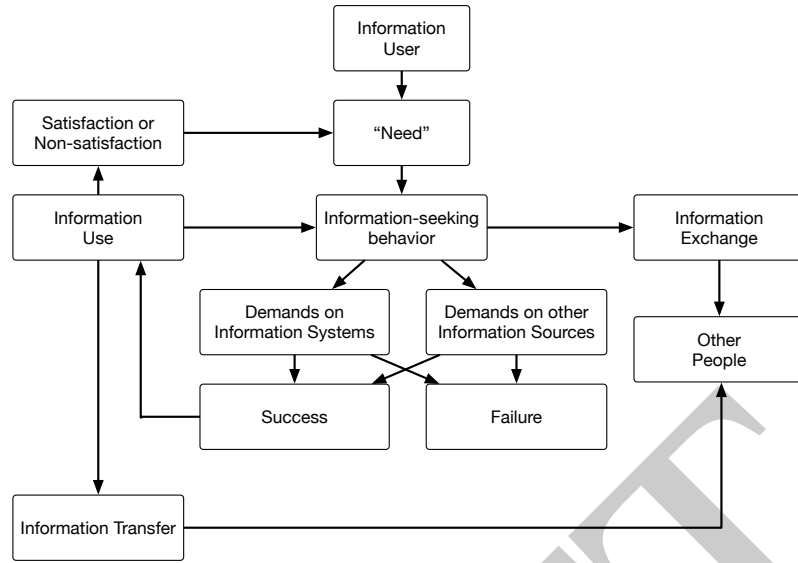 Information
User
Satisfaction or
Non-satisfaction
“Need”
Information
Use
Information-seeking
behavior
Information
Exchange
Demands on
Information Systems
Demands on other
Information Sources
Other
People
Success
Failure
Information Transfer